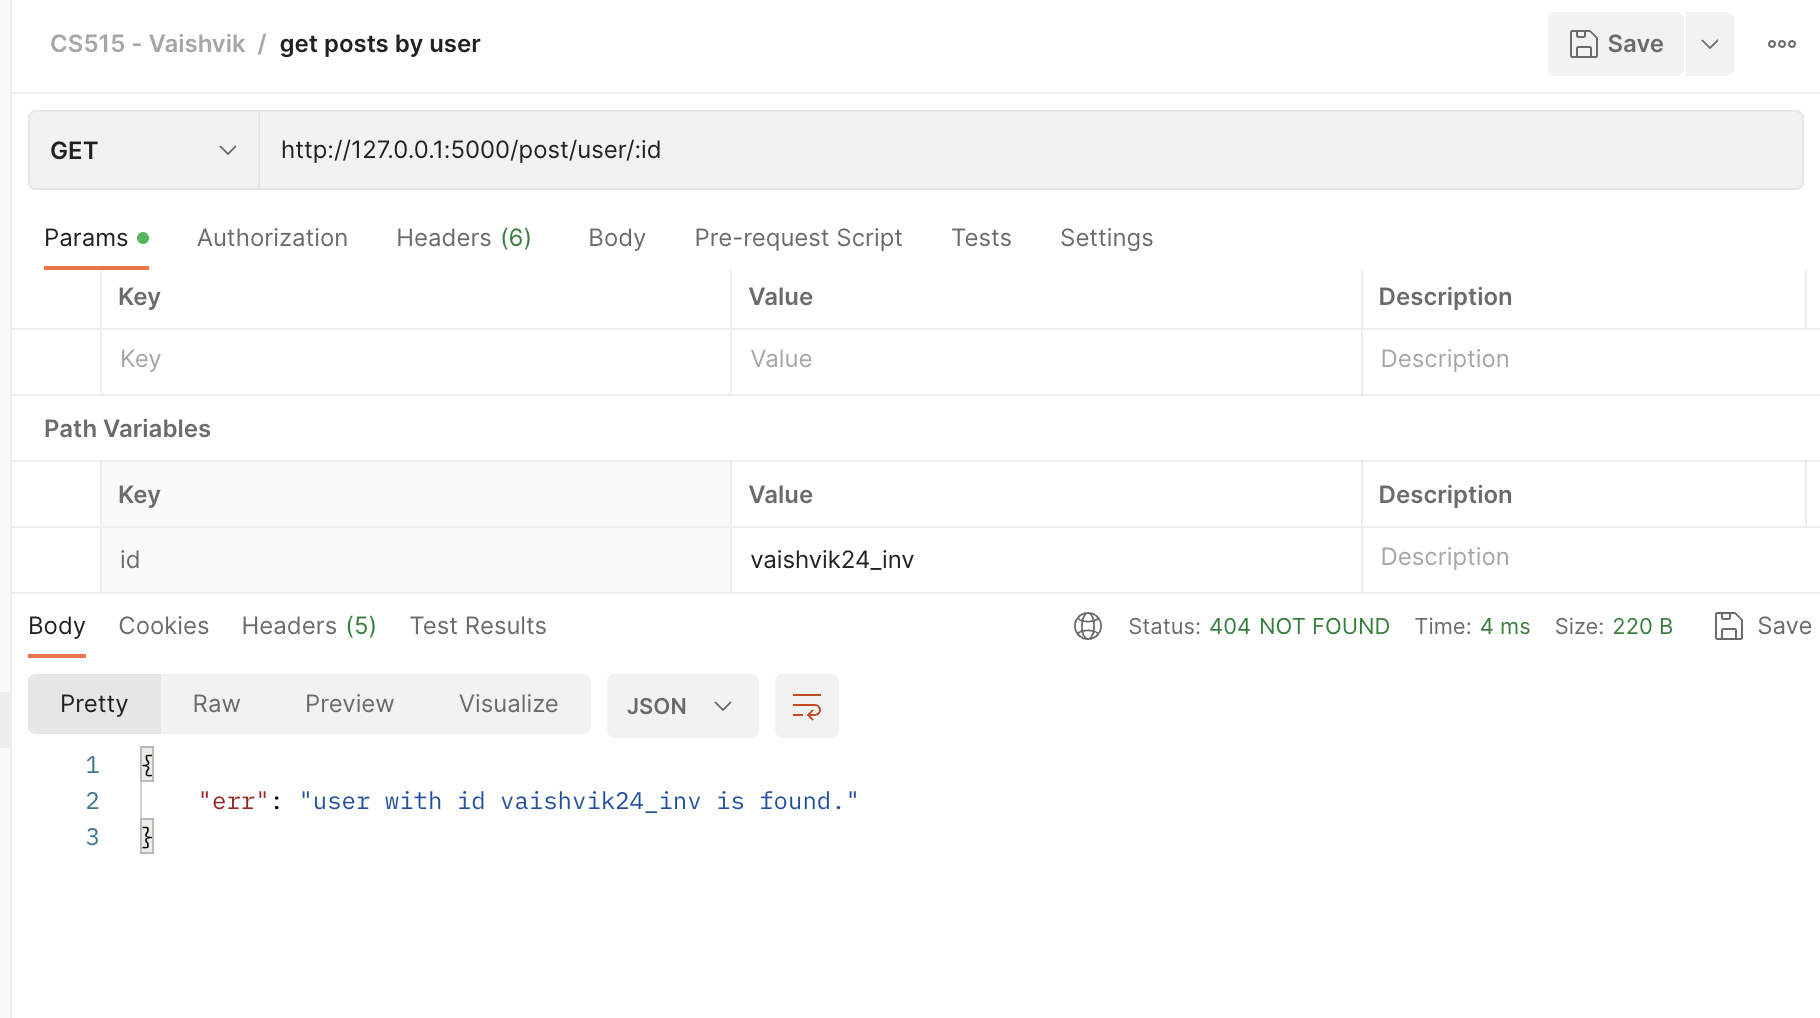 CS515 - Vaishvik / get posts by user Save
GET http://127.0.0.1:5000/post/user/:id
Params Authorization Headers (6) Body Pre-request Script Tests Settings
Key Value Description
Key Value Description
Path Variables
Key Value Description
id vaishvik24_inv Description
Body Cookies Headers (5) Test Results Status: 404 NOT FOUND Time: 4 ms Size: 220 B Save
Pretty Raw Preview Visualize JSON
1 {
2 "err": "user with id vaishvik24_inv is found."
3 }